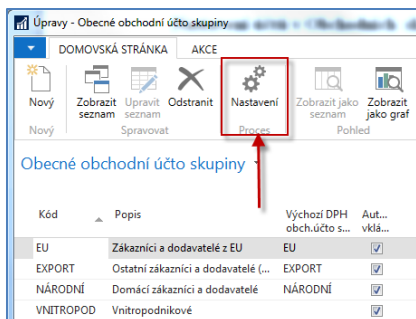 Úpravy - Obecné obchodní účto skupiny
DOMOVSKÁ STRÁNKA AKCE
Nový Zobrazit seznam Upravit seznam Odstranit Nastavení Zobrazit jako seznam Zobrazit jako graf
Nový Spravovat Proces Pohled
Obecné obchodní účto skupiny
Kód Popis Výchozí DPH obch.účto s... Aut... vklá...
EU Zákazníci a dodavatelé z EU EU
EXPORT Ostatní zákazníci a dodavatelé (... EXPORT
NÁRODNÍ Domácí zákazníci a dodavatelé NÁRODNÍ
VNITROPOD Vnitropodnikové